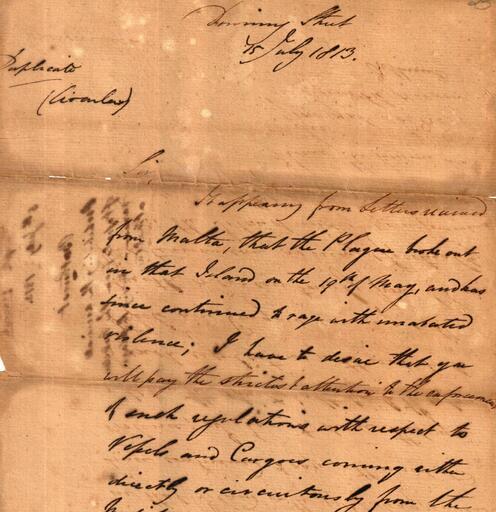 Downing Street
15 July 1813.
Duplicate
(Circular)
Sir,
It appearing from Letters received
from Malta, that the Plague broke out
in that Island on the 19th of May, and has
since continued to rage with unabated
violence; I have to desire that you
will pay the strictest attention to the enforcement
of such regulations with respect to
Vessels and Cargoes coming either
directly or circuitously from the